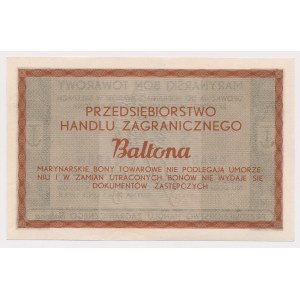 PRZEDSIĘBIORSTWO
HANDLU ZAGRANICZNEGO
Baltona
MARYNARSKIE BONY TOWAROWE NIE PODLEGAJĄ UMORZE
NIU I W ZAMIAN UTRACONYCH BONÓW NIE WYDAJE SIĘ
DOKUMENTÓW ZASTĘPCZYCH